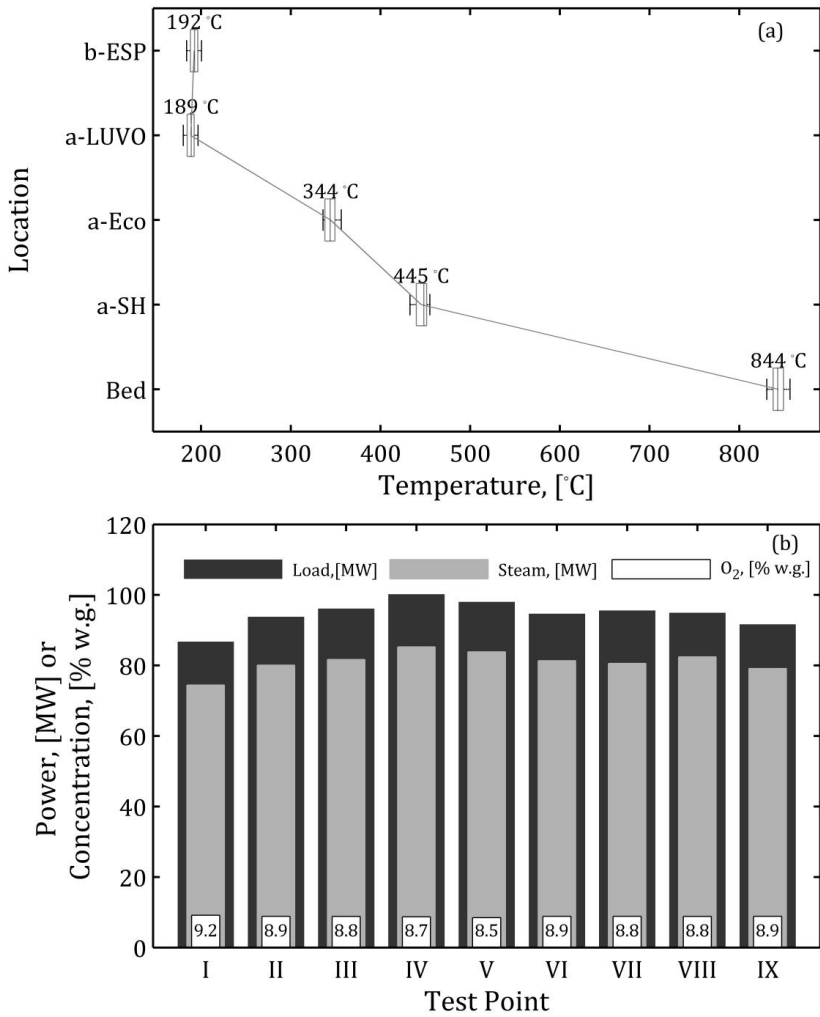 (a)
192 °C
b-ESP
189 °C
a-LUVO
344 °C
a-Eco
445 °C
a-SH
844 °C
Bed
Location
200 300 400 500 600 700 800
Temperature, [°C]
(b)
Load,[MW] Steam, [MW] O₂, [% w.g.]
120
100
80
60
40
20
0
Power, [MW] or
Concentration, [% w.g.]
9.2 8.9 8.8 8.7 8.5 8.9 8.8 8.8 8.9
I II III IV V VI VII VIII IX
Test Point